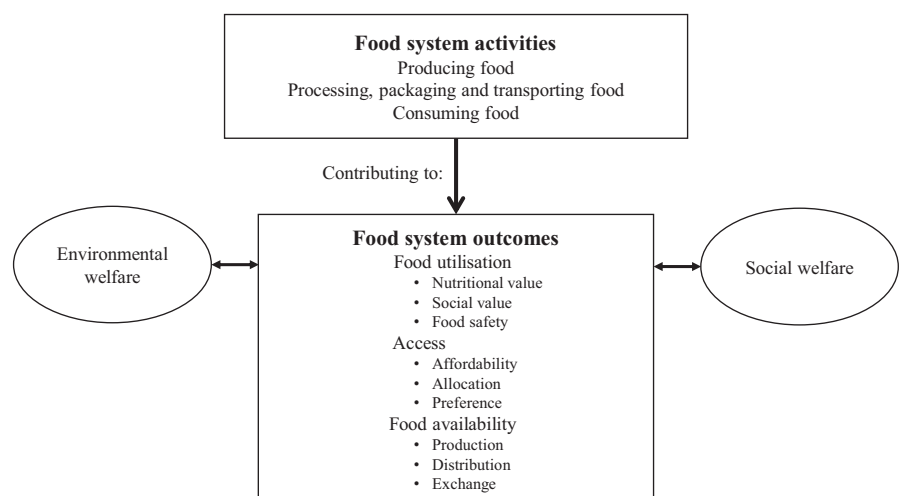 Food system activities
Producing food
Processing, packaging and transporting food
Consuming food
Contributing to:
Environmental
welfare
Food system outcomes
Food utilisation
• Nutritional value
• Social value
• Food safety
Access
• Affordability
• Allocation
• Preference
Food availability
• Production
• Distribution
• Exchange
Social welfare